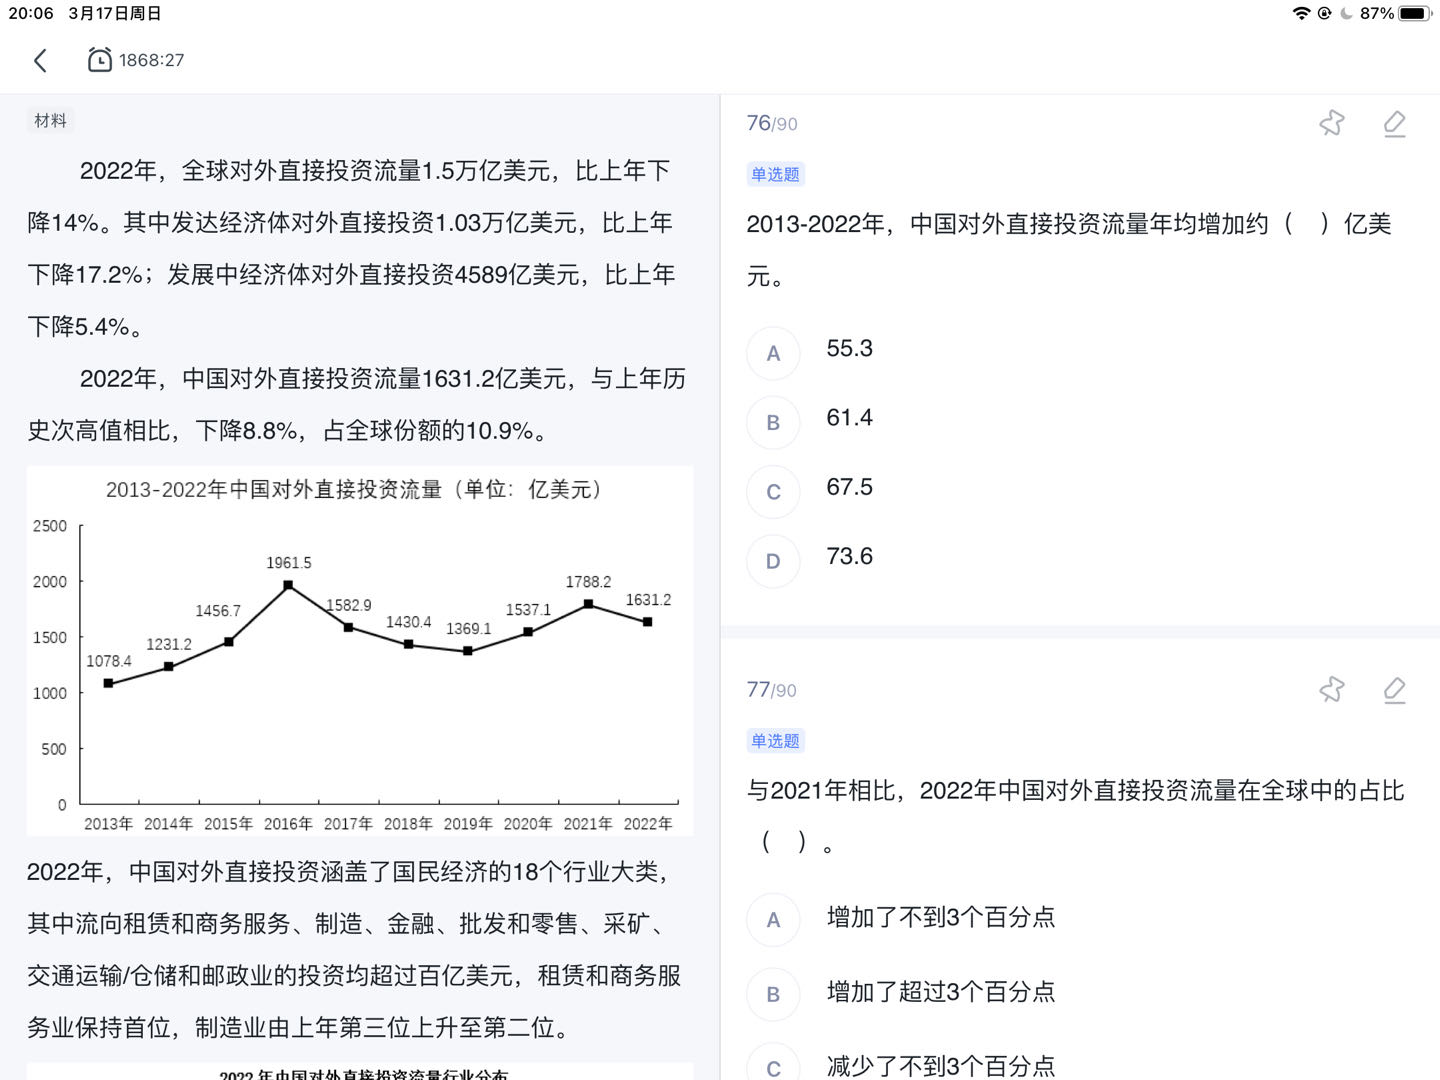 20:06 3月17日周日
87%
1868:27
材料
2022年，全球对外直接投资流量1.5万亿美元，比上年下
降14%。其中发达经济体对外直接投资1.03万亿美元，比上年
下降17.2%；发展中经济体对外直接投资4589亿美元，比上年
下降5.4%。
2022年，中国对外直接投资流量1631.2亿美元，与上年历
史次高值相比，下降8.8%，占全球份额的10.9%。
2013-2022年中国对外直接投资流量（单位：亿美元）
2500
2000
1500
1000
500
0
1078.4
1231.2
1456.7
1961.5
1582.9
1430.4
1369.1
1537.1
1788.2
1631.2
2013年 2014年 2015年 2016年 2017年 2018年 2019年 2020年 2021年 2022年
2022年，中国对外直接投资涵盖了国民经济的18个行业大类，
其中流向租赁和商务服务、制造、金融、批发和零售、采矿、
交通运输/仓储和邮政业的投资均超过百亿美元，租赁和商务服
务业保持首位，制造业由上年第三位上升至第二位。
2022 年中国对外直接投资流量行业分布
76/90
单选题
2013-2022年，中国对外直接投资流量年均增加约（ ）亿美
元。
A 55.3
B 61.4
C 67.5
D 73.6
77/90
单选题
与2021年相比，2022年中国对外直接投资流量在全球中的占比
（ ）。
A 增加了不到3个百分点
B 增加了超过3个百分点
C 减少了不到3个百分点